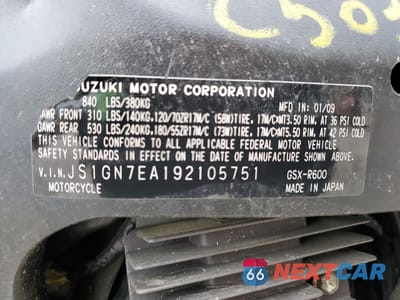 C50
SUZUKI MOTOR CORPORATION
840 LBS/380KG MFD.IN 01/09
GAWR FRONT 310 LBS/140KG,120/70ZR17M/C (58W)TIRE, 17M/CxMT3.50 RIM. AT 36 PSI COLD
GAWR REAR 530 LBS/240KG,180/55ZR17M/C (73W)TIRE, 17M/CxMT5.50 RIM. AT 42 PSI COLD
THIS VEHICLE CONFORMS TO ALL APPLICABLE FEDERAL MOTOR VEHICLE
SAFETY STANDARDS IN EFFECT ON THE DATE OF MANUFACTURE
SHOWN ABOVE.
V.I.N.JS1GN7EA192105751 GSX-R600
MOTORCYCLE MADE IN JAPAN
66 NEXTCAR